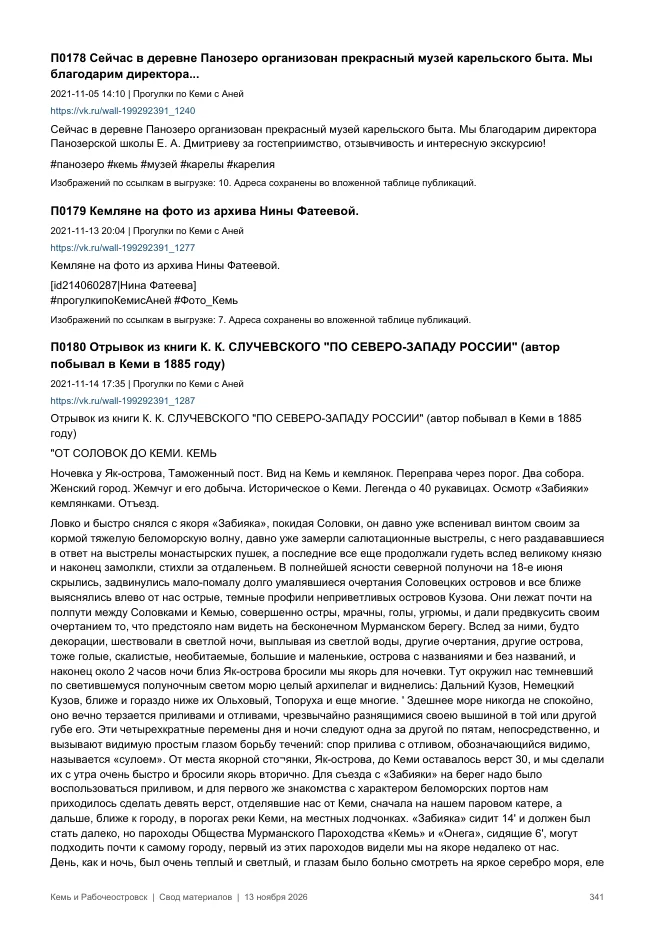 П0178 Сейчас в деревне Панозеро организован прекрасный музей карельского быта. Мы
благодарим директора...
2021-11-05 14:10 | Прогулки по Кеми с Аней
https://vk.ru/wall-199292391_1240
Сейчас в деревне Панозеро организован прекрасный музей карельского быта. Мы благодарим директора
Панозерской школы Е. А. Дмитриеву за гостеприимство, отзывчивость и интересную экскурсию!
#панозеро #кемь #музей #карелы #карелия
Изображений по ссылкам в выгрузке: 10. Адреса сохранены во вложенной таблице публикаций.
П0179 Кемляне на фото из архива Нины Фатеевой.
2021-11-13 20:04 | Прогулки по Кеми с Аней
https://vk.ru/wall-199292391_1277
Кемляне на фото из архива Нины Фатеевой.
[id214060287|Нина Фатеева]
#прогулкипоКемисАней #Фото_Кемь
Изображений по ссылкам в выгрузке: 7. Адреса сохранены во вложенной таблице публикаций.
П0180 Отрывок из книги К. К. СЛУЧЕВСКОГО "ПО СЕВЕРО-ЗАПАДУ РОССИИ" (автор
побывал в Кеми в 1885 году)
2021-11-14 17:35 | Прогулки по Кеми с Аней
https://vk.ru/wall-199292391_1287
Отрывок из книги К. К. СЛУЧЕВСКОГО "ПО СЕВЕРО-ЗАПАДУ РОССИИ" (автор побывал в Кеми в 1885
году)
"ОТ СОЛОВОК ДО КЕМИ. КЕМЬ
Ночевка у Як-острова, Таможенный пост. Вид на Кемь и кемлянок. Переправа через порог. Два собора.
Женский город. Жемчуг и его добыча. Историческое о Кеми. Легенда о 40 рукавицах. Осмотр «Забияки»
кемлянками. Отъезд.
Ловко и быстро снялся с якоря «Забияка», покидая Соловки, он давно уже вспенивал винтом своим за
кормой тяжелую беломорскую волну, давно уже замерли салютационные выстрелы, с него раздававшиеся
в ответ на выстрелы монастырских пушек, а последние все еще продолжали гудеть вслед великому князю
и наконец замолкли, стихли за отдаленьем. В полнейшей ясности северной полуночи на 18-е июня
скрылись, задвинулись мало-помалу долго умалявшиеся очертания Соловецких островов и все ближе
выяснялись влево от нас острые, темные профили неприветливых островов Кузова. Они лежат почти на
полпути между Соловками и Кемью, совершенно остры, мрачны, голы, угрюмы, и дали предвкусить своим
очертанием то, что предстояло нам видеть на бесконечном Мурманском берегу. Вслед за ними, будто
декорации, шествовали в светлой ночи, выплывая из светлой воды, другие очертания, другие острова,
тоже голые, скалистые, необитаемые, большие и маленькие, острова с названиями и без названий, и
наконец около 2 часов ночи близ Як-острова бросили мы якорь для ночевки. Тут окружил нас темневший
по светившемуся полуночным светом морю целый архипелаг и виднелись: Дальний Кузов, Немецкий
Кузов, ближе и гораздо ниже их Ольховый, Топоруха и еще многие. ' Здешнее море никогда не спокойно,
оно вечно терзается приливами и отливами, чрезвычайно разнящимися своею вышиной в той или другой
губе его. Эти четырехкратные перемены дня и ночи следуют одна за другой по пятам, непосредственно, и
вызывают видимую простым глазом борьбу течений: спор прилива с отливом, обозначающийся видимо,
называется «сулоем». От места якорной сто¬янки, Як-острова, до Кеми оставалось верст 30, и мы сделали
их с утра очень быстро и бросили якорь вторично. Для съезда с «Забияки» на берег надо было
воспользоваться приливом, и для первого же знакомства с характером беломорских портов нам
приходилось сделать девять верст, отделявшие нас от Кеми, сначала на нашем паровом катере, а
дальше, ближе к городу, в порогах реки Кеми, на местных лодчонках. «Забияка» сидит 14' и должен был
стать далеко, но пароходы Общества Мурманского Пароходства «Кемь» и «Онега», сидящие 6', могут
подходить почти к самому городу, первый из этих пароходов видели мы на якоре недалеко от нас.
День, как и ночь, был очень теплый и светлый, и глазам было больно смотреть на яркое серебро моря, еле
Кемь и Рабочеостровск | Свод материалов | 13 ноября 2026
341